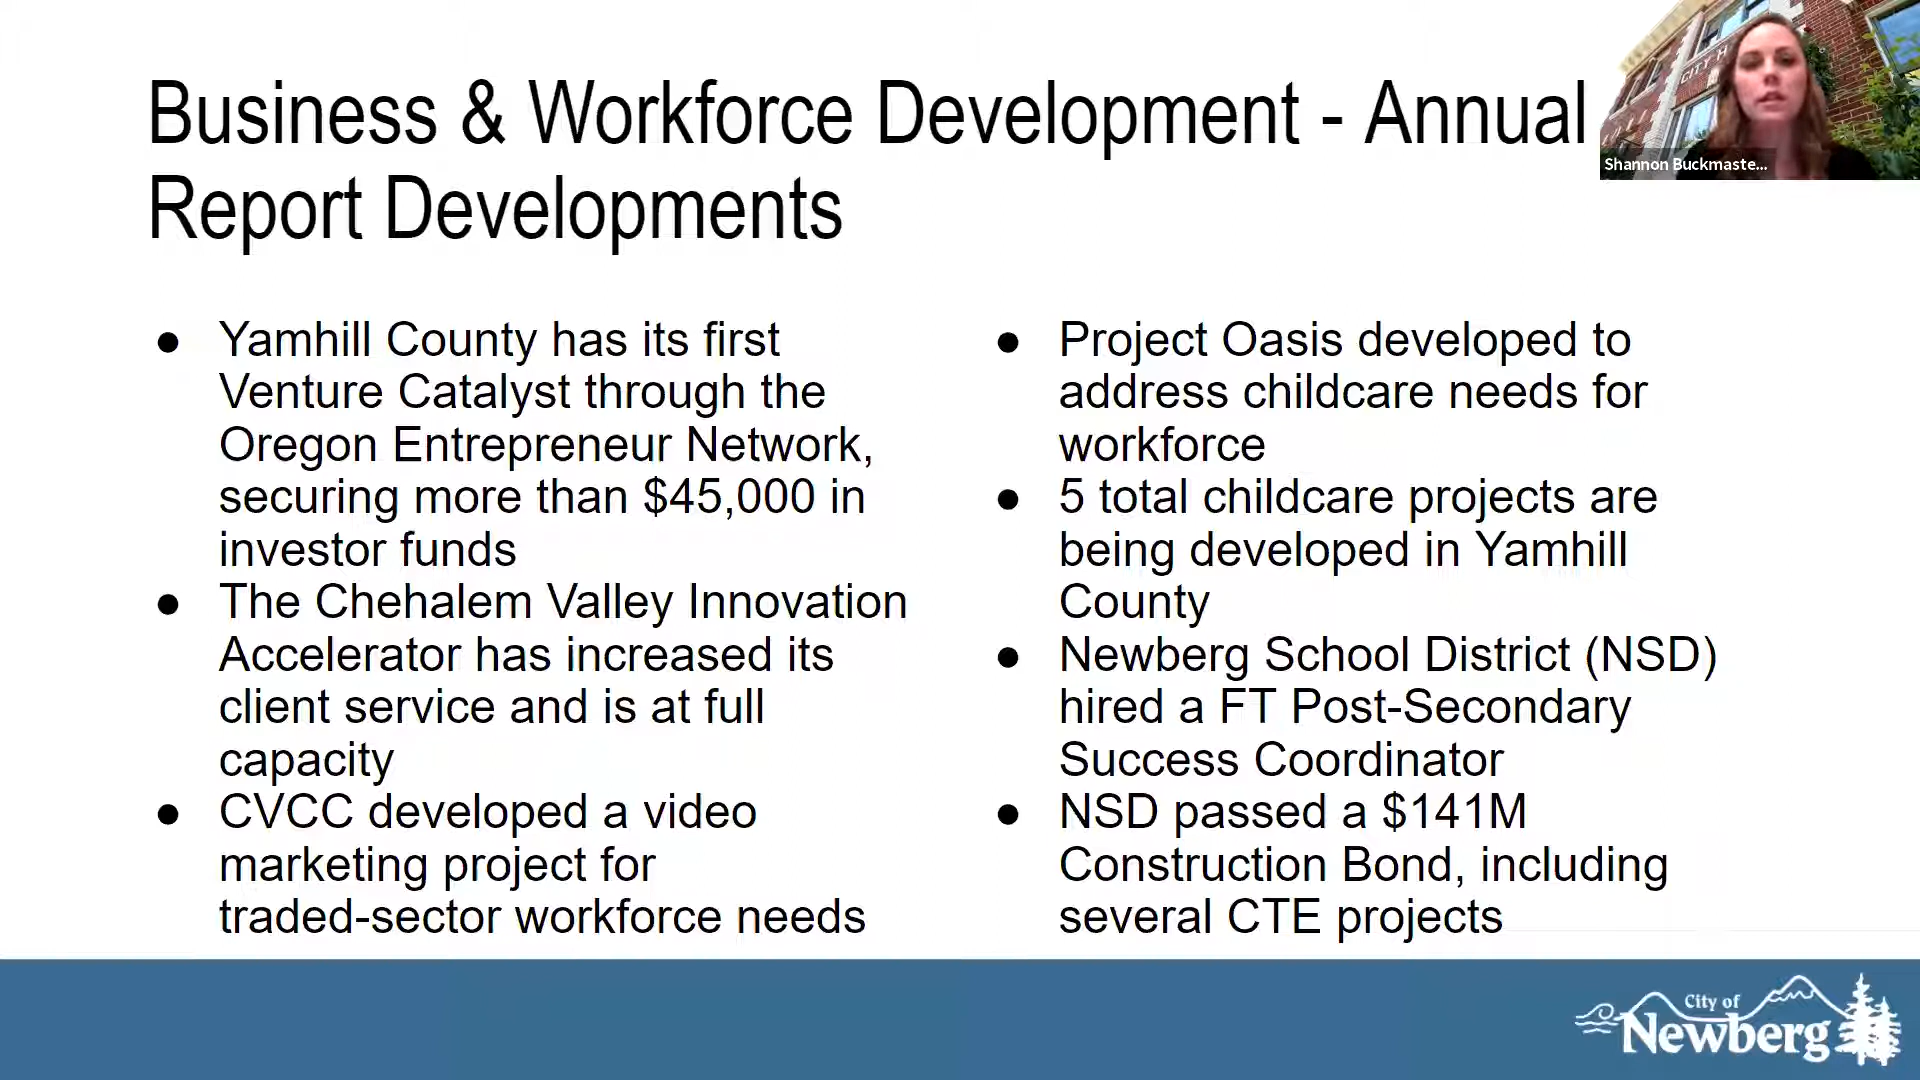 Business & Workforce Development - Annual
Report Developments
CITY H
Shannon Buckmaste...
● Yamhill County has its first
Venture Catalyst through the
Oregon Entrepreneur Network,
securing more than $45,000 in
investor funds
● The Chehalem Valley Innovation
Accelerator has increased its
client service and is at full
capacity
● CVCC developed a video
marketing project for
traded-sector workforce needs
● Project Oasis developed to
address childcare needs for
workforce
● 5 total childcare projects are
being developed in Yamhill
County
● Newberg School District (NSD)
hired a FT Post-Secondary
Success Coordinator
● NSD passed a $141M
Construction Bond, including
several CTE projects
City of
Newberg